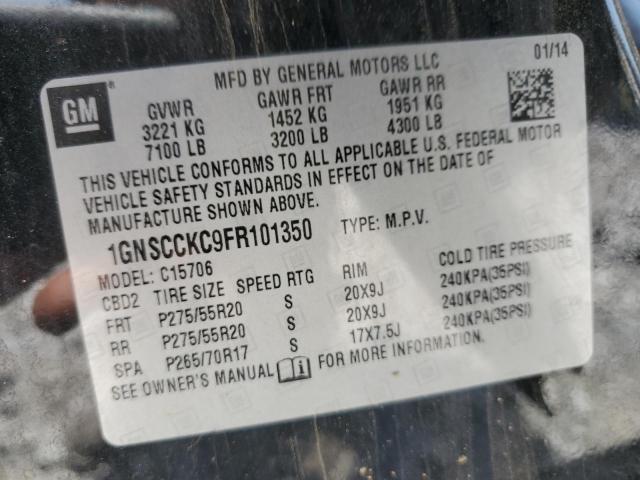 MFD BY GENERAL MOTORS LLC 01/14
GM
GVWR GAWR FRT GAWR RR
3221 KG 1452 KG 1951 KG
7100 LB 3200 LB 4300 LB
THIS VEHICLE CONFORMS TO ALL APPLICABLE U.S. FEDERAL MOTOR
VEHICLE SAFETY STANDARDS IN EFFECT ON THE DATE OF
MANUFACTURE SHOWN ABOVE.
1GNSCCKC9FR101350 TYPE: M.P.V.
MODEL: C15706
CBD2 TIRE SIZE SPEED RTG RIM COLD TIRE PRESSURE
FRT P275/55R20 S 20X9J 240KPA(35PSI)
RR P275/55R20 S 20X9J 240KPA(35PSI)
SPA P265/70R17 S 17X7.5J 240KPA(35PSI)
SEE OWNER'S MANUAL FOR MORE INFORMATION.